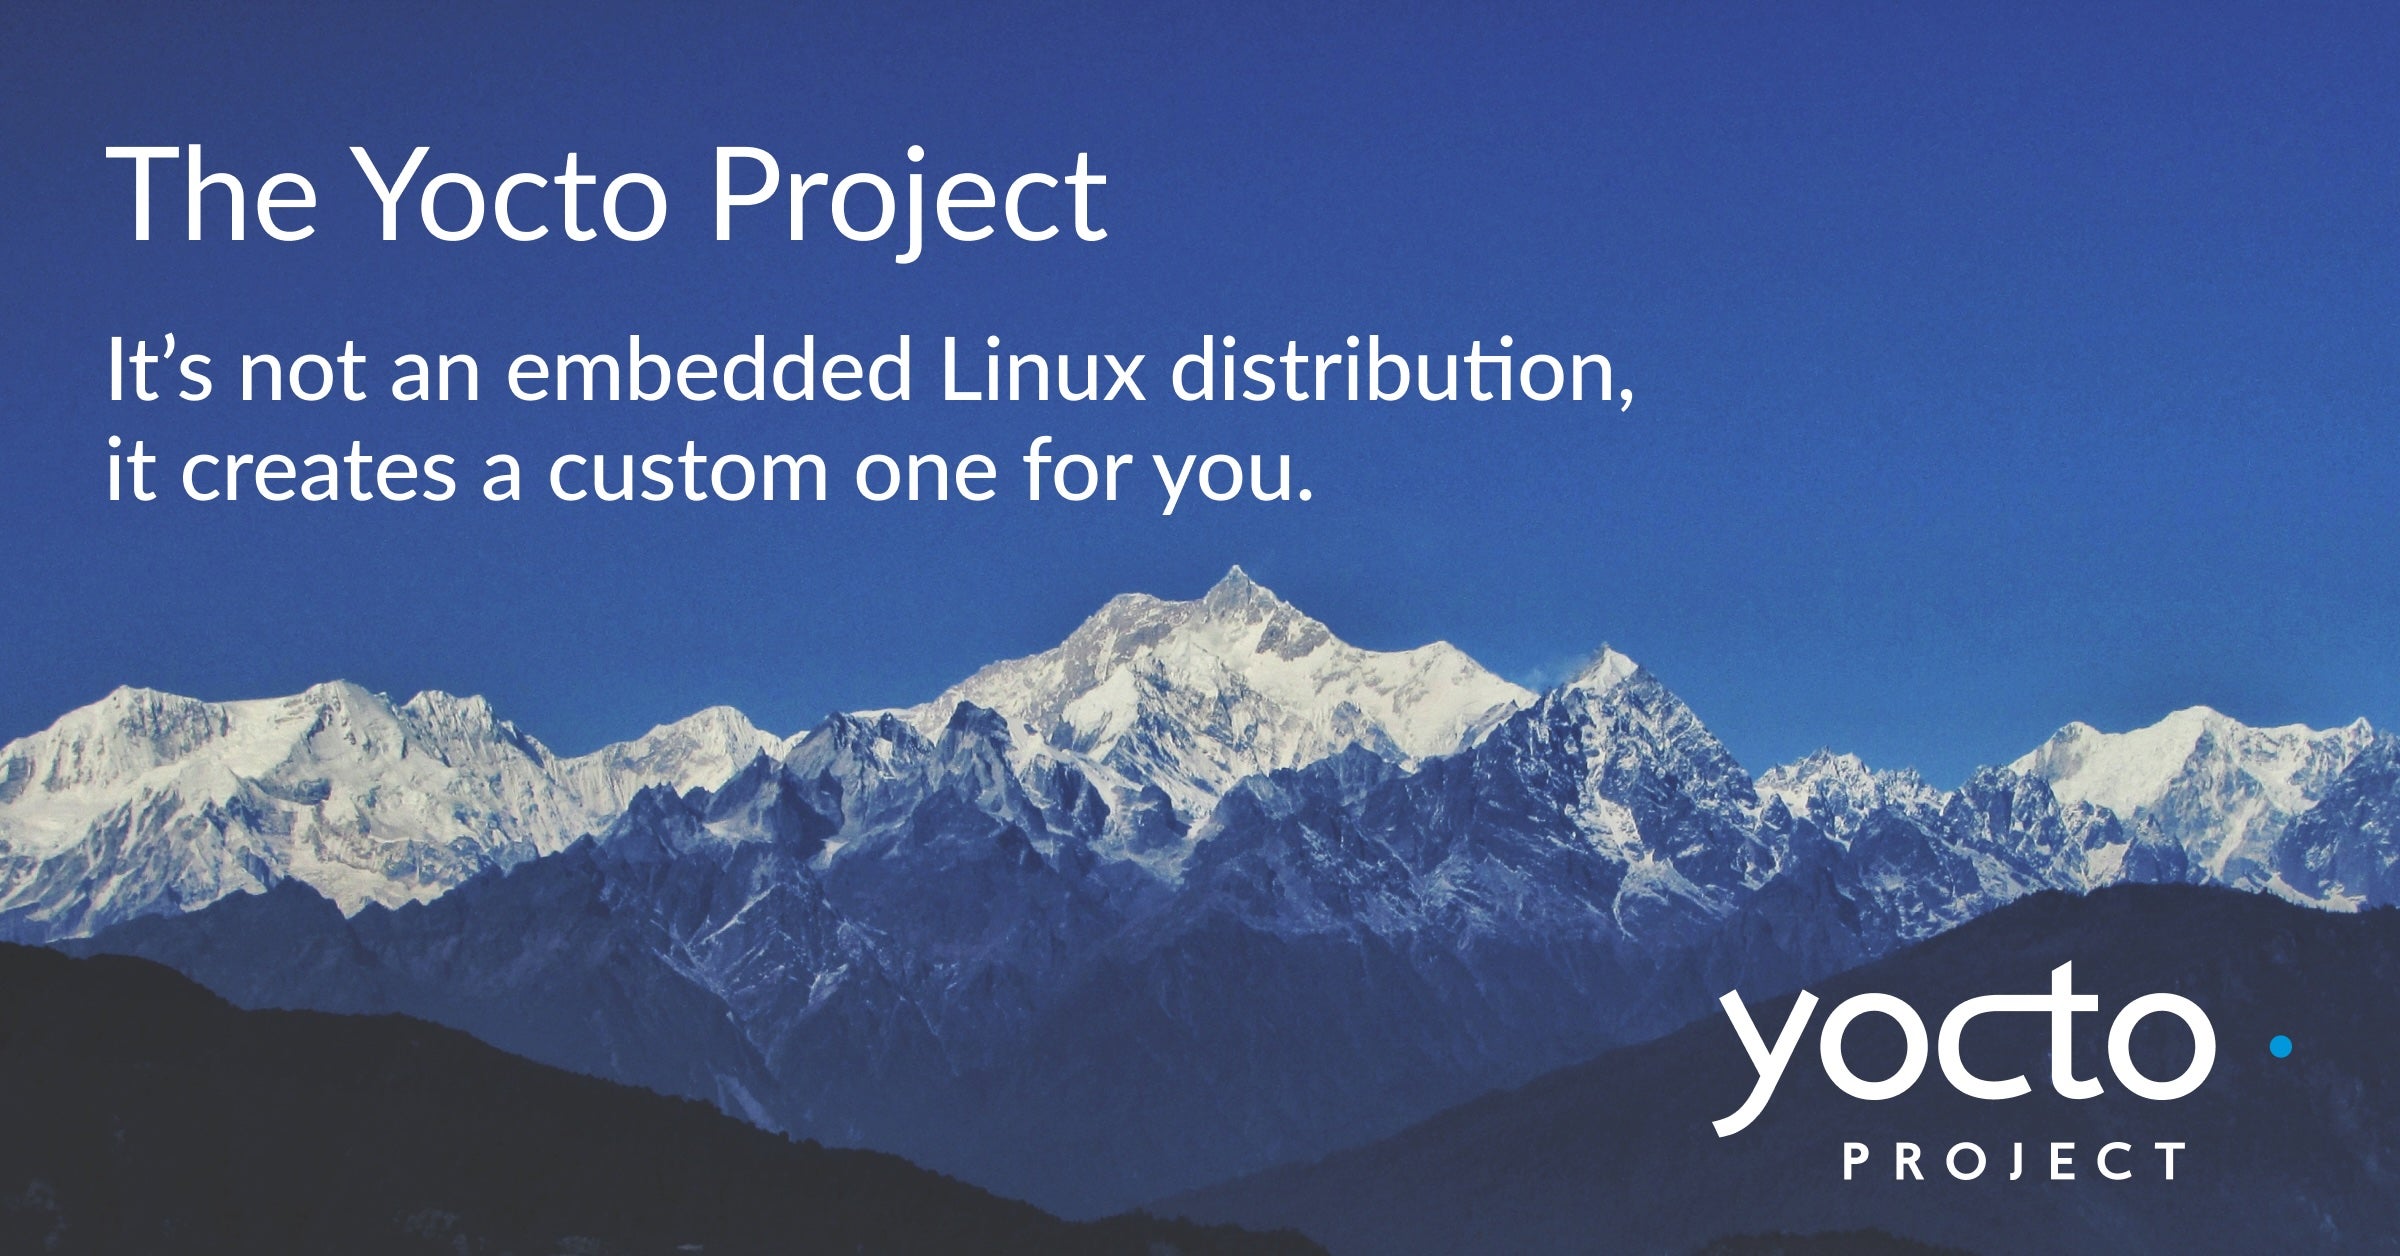 The Yocto Project
It’s not an embedded Linux distribution,
it creates a custom one for you.
yocto
PROJECT